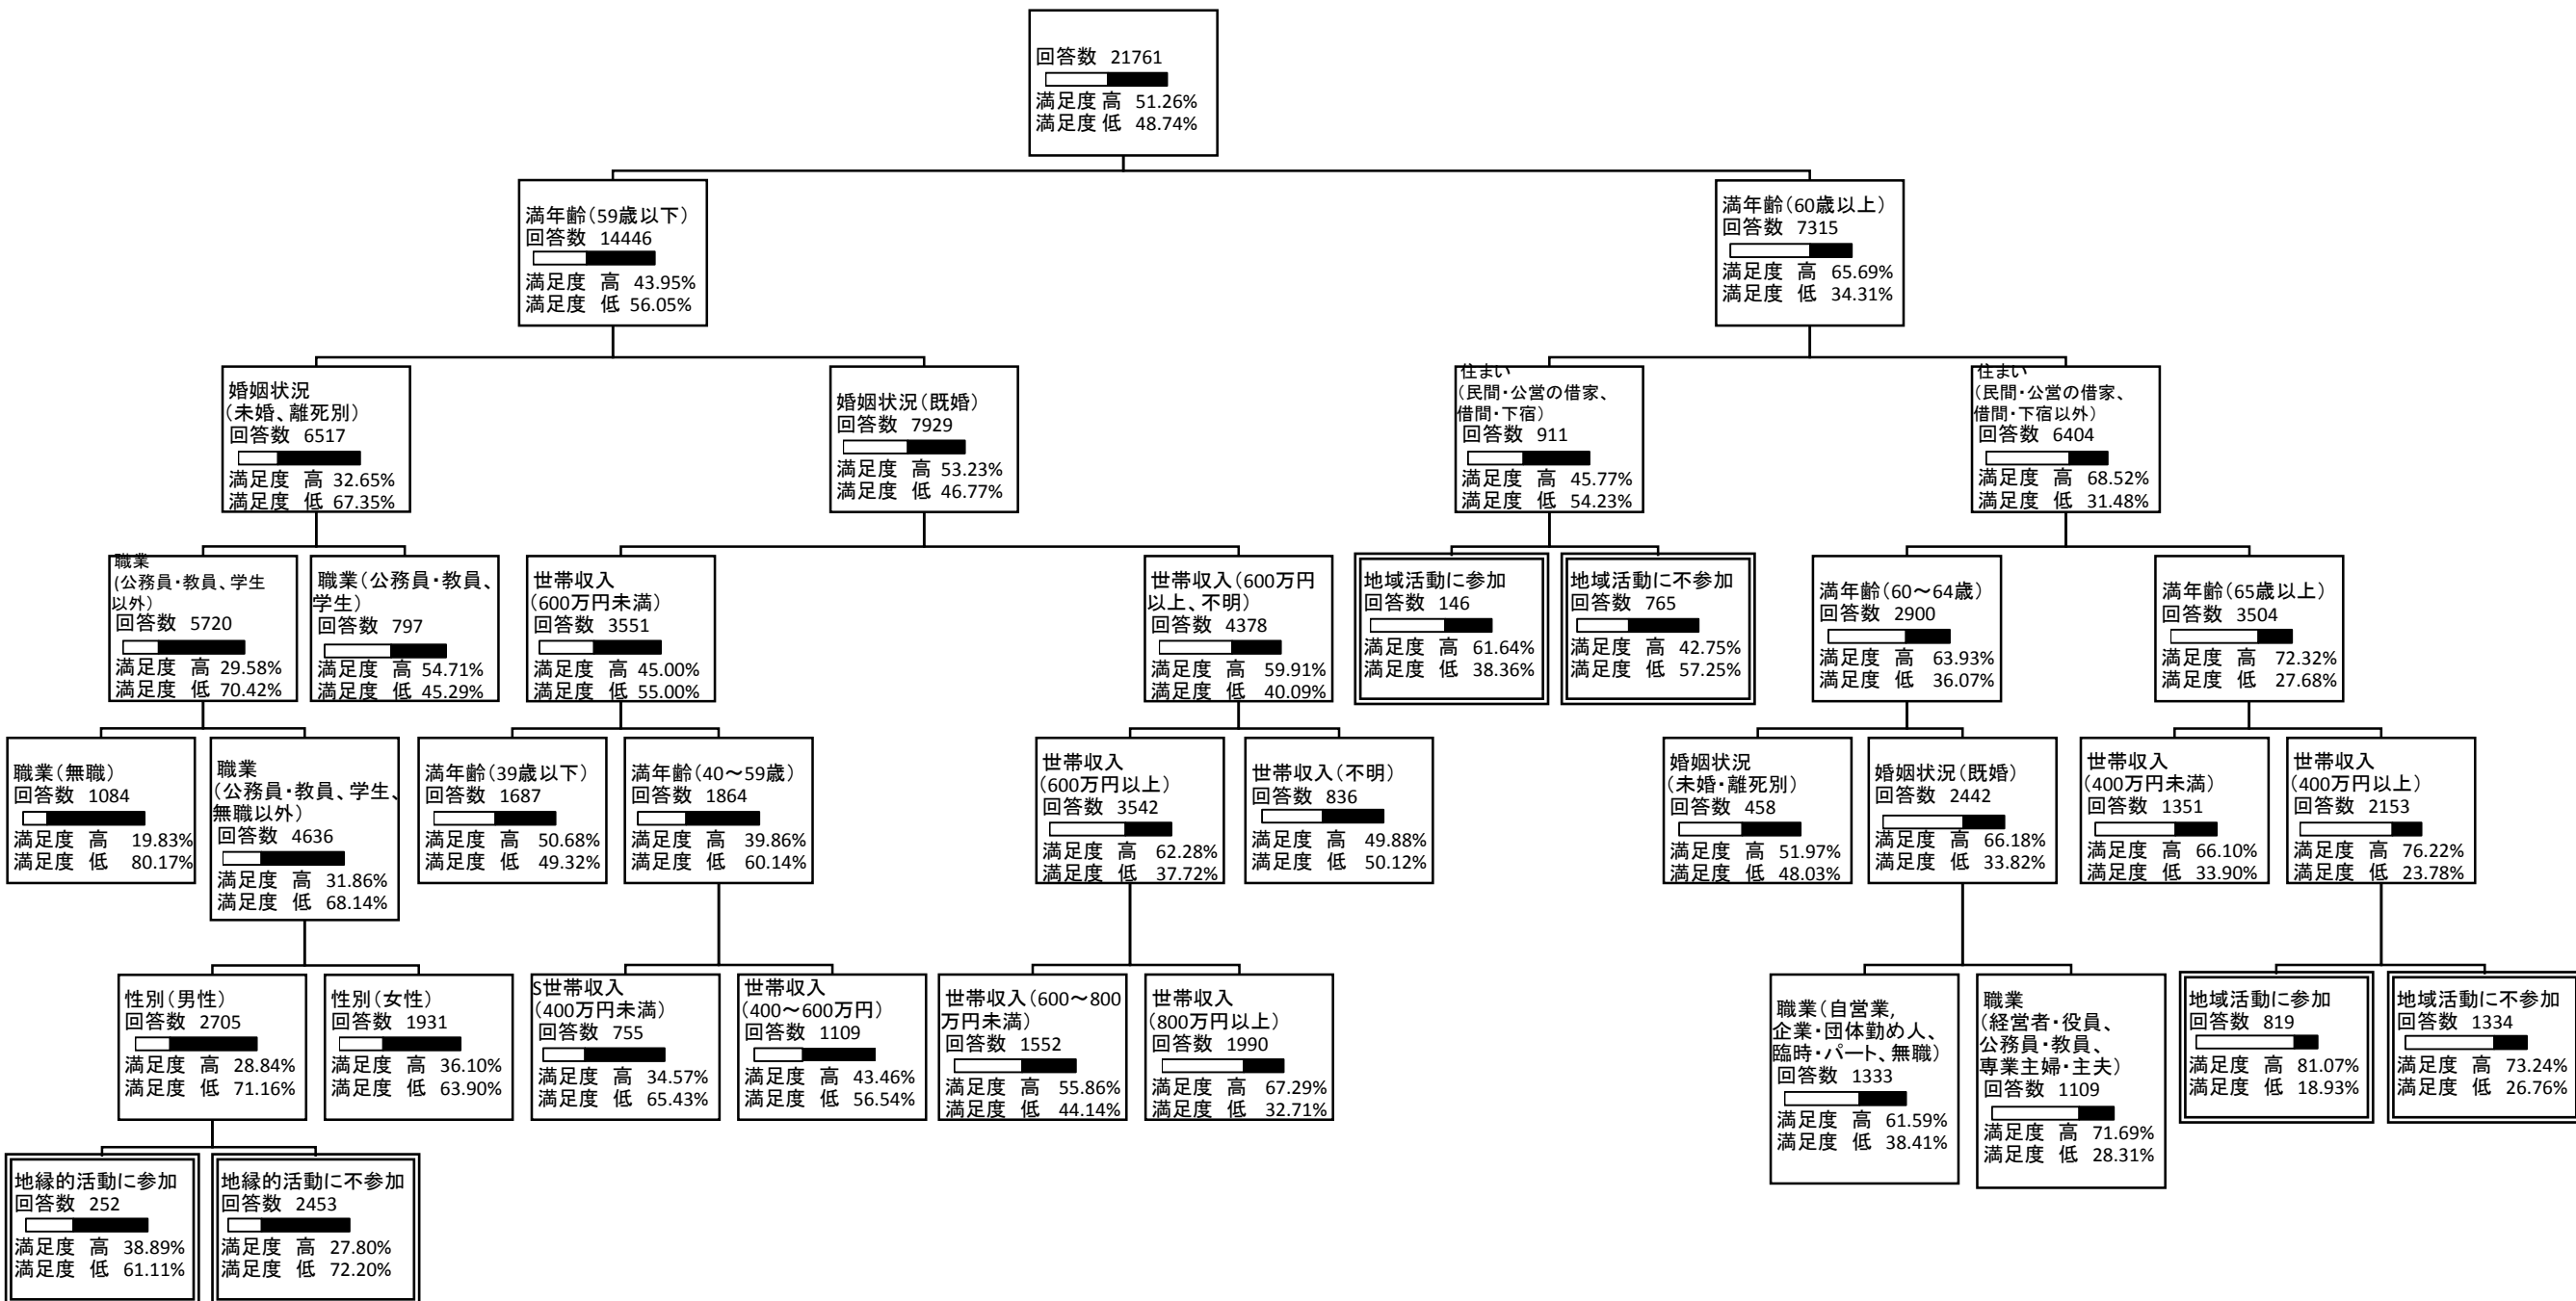 回答数 21761
満足度 高 51.26%
満足度 低 48.74%
満年齢(59歳以下)
回答数 14446
満足度 高 43.95%
満足度 低 56.05%
満年齢(60歳以上)
回答数 7315
満足度 高 65.69%
満足度 低 34.31%
婚姻状況
(未婚、離死別)
回答数 6517
満足度 高 32.65%
満足度 低 67.35%
婚姻状況(既婚)
回答数 7929
満足度 高 53.23%
満足度 低 46.77%
住まい
(民間・公営の借家、
借間・下宿)
回答数 911
満足度 高 45.77%
満足度 低 54.23%
住まい
(民間・公営の借家、
借間・下宿以外)
回答数 6404
満足度 高 68.52%
満足度 低 31.48%
職業
(公務員・教員、学生
以外)
回答数 5720
満足度 高 29.58%
満足度 低 70.42%
職業(公務員・教員、
学生)
回答数 797
満足度 高 54.71%
満足度 低 45.29%
世帯収入
(600万円未満)
回答数 3551
満足度 高 45.00%
満足度 低 55.00%
世帯収入(600万円
以上、不明)
回答数 4378
満足度 高 59.91%
満足度 低 40.09%
地域活動に参加
回答数 146
満足度 高 61.64%
満足度 低 38.36%
地域活動に不参加
回答数 765
満足度 高 42.75%
満足度 低 57.25%
満年齢(60~64歳)
回答数 2900
満足度 高 63.93%
満足度 低 36.07%
満年齢(65歳以上)
回答数 3504
満足度 高 72.32%
満足度 低 27.68%
職業(無職)
回答数 1084
満足度 高 19.83%
満足度 低 80.17%
職業
(公務員・教員、学生、
無職以外)
回答数 4636
満足度 高 31.86%
満足度 低 68.14%
満年齢(39歳以下)
回答数 1687
満足度 高 50.68%
満足度 低 49.32%
満年齢(40~59歳)
回答数 1864
満足度 高 39.86%
満足度 低 60.14%
世帯収入
(600万円以上)
回答数 3542
満足度 高 62.28%
満足度 低 37.72%
世帯収入(不明)
回答数 836
満足度 高 49.88%
満足度 低 50.12%
婚姻状況
(未婚・離死別)
回答数 458
満足度 高 51.97%
満足度 低 48.03%
婚姻状況(既婚)
回答数 2442
満足度 高 66.18%
満足度 低 33.82%
世帯収入
(400万円未満)
回答数 1351
満足度 高 66.10%
満足度 低 33.90%
世帯収入
(400万円以上)
回答数 2153
満足度 高 76.22%
満足度 低 23.78%
性別(男性)
回答数 2705
満足度 高 28.84%
満足度 低 71.16%
性別(女性)
回答数 1931
満足度 高 36.10%
満足度 低 63.90%
S世帯収入
(400万円未満)
回答数 755
満足度 高 34.57%
満足度 低 65.43%
世帯収入
(400~600万円)
回答数 1109
満足度 高 43.46%
満足度 低 56.54%
世帯収入(600~800
万円未満)
回答数 1552
満足度 高 55.86%
満足度 低 44.14%
世帯収入
(800万円以上)
回答数 1990
満足度 高 67.29%
満足度 低 32.71%
職業(自営業,
企業・団体勤め人、
臨時・パート、無職)
回答数 1333
満足度 高 61.59%
満足度 低 38.41%
職業
(経営者・役員、
公務員・教員、
専業主婦・主夫)
回答数 1109
満足度 高 71.69%
満足度 低 28.31%
地域活動に参加
回答数 819
満足度 高 81.07%
満足度 低 18.93%
地域活動に不参加
回答数 1334
満足度 高 73.24%
満足度 低 26.76%
地縁的活動に参加
回答数 252
満足度 高 38.89%
満足度 低 61.11%
地縁的活動に不参加
回答数 2453
満足度 高 27.80%
満足度 低 72.20%